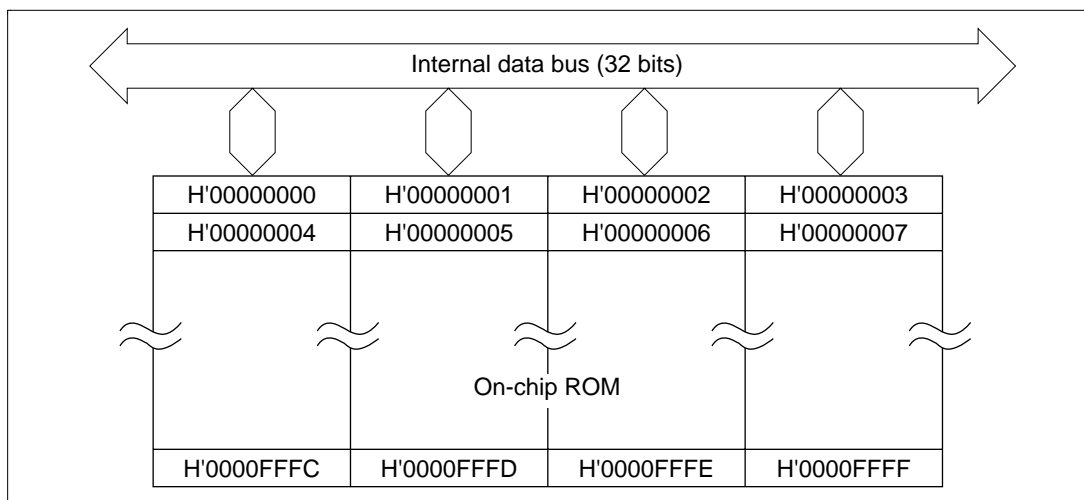 Internal data bus (32 bits)
H'00000000 H'00000001 H'00000002 H'00000003
H'00000004 H'00000005 H'00000006 H'00000007
On-chip ROM
H'0000FFFC H'0000FFFD H'0000FFFE H'0000FFFF